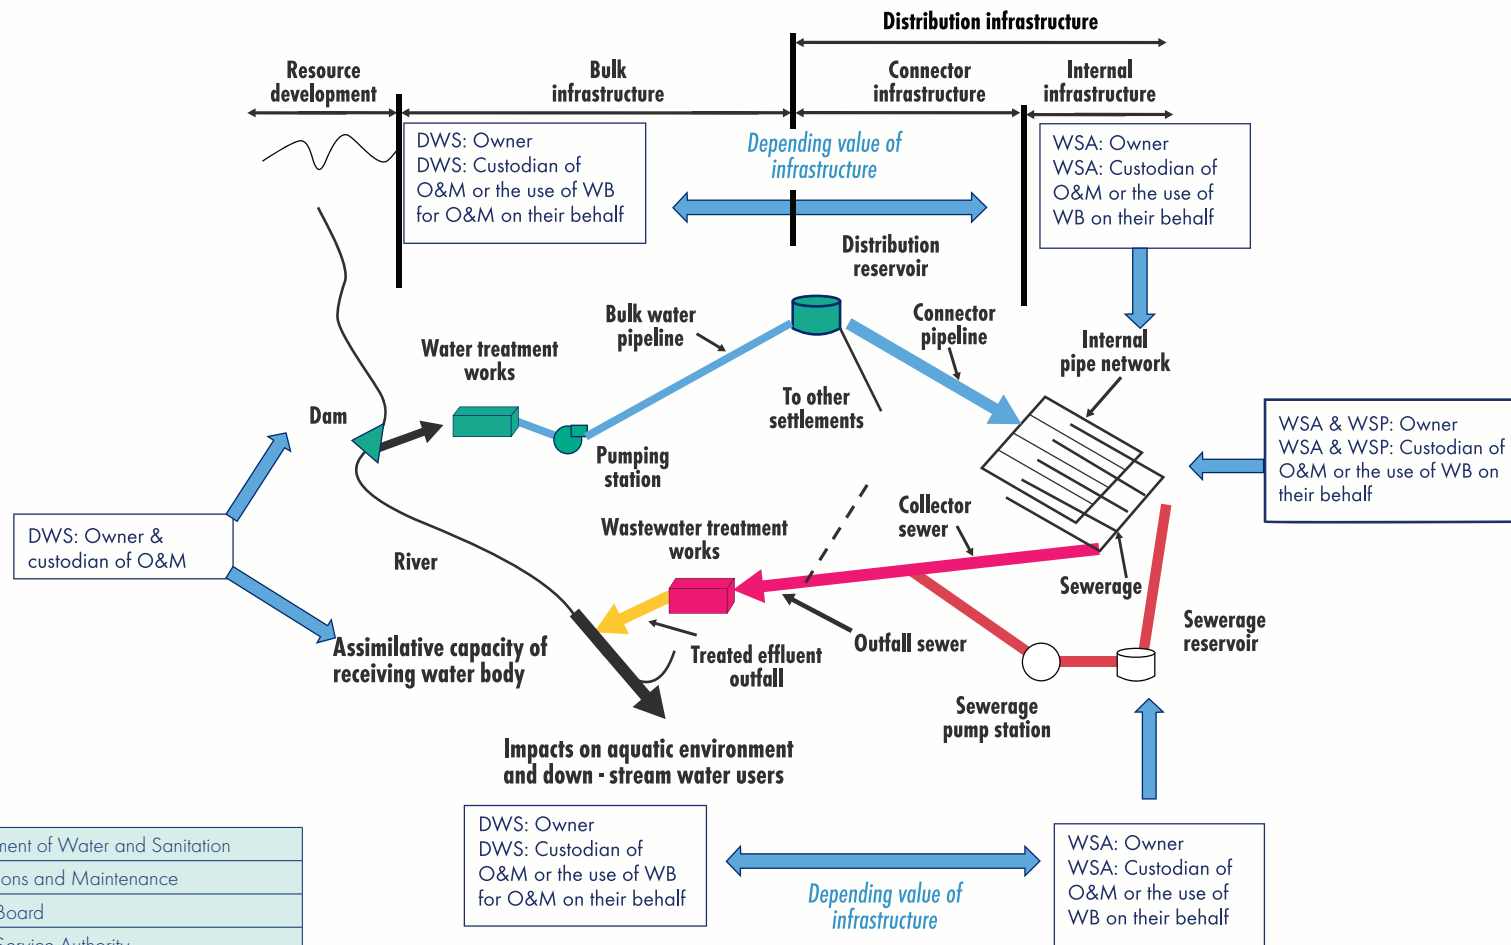 Distribution infrastructure
Resource
development
Bulk
infrastructure
Connector
infrastructure
Internal
infrastructure
DWS: Owner
DWS: Custodian of
O&M or the use of WB
for O&M on their behalf
Depending value of
infrastructure
WSA: Owner
WSA: Custodian of
O&M or the use of
WB on their behalf
Distribution
reservoir
Bulk water
pipeline
Connector
pipeline
Internal
pipe network
Water treatment
works
To other
settlements
Dam
Pumping
station
WSA & WSP: Owner
WSA & WSP: Custodian of
O&M or the use of WB on
their behalf
Collector
sewer
Wastewater treatment
works
DWS: Owner &
custodian of O&M
River
Sewerage
Sewerage
reservoir
Assimilative capacity of
receiving water body
Treated effluent
outfall
Outfall sewer
Sewerage
pump station
Impacts on aquatic environment
and down - stream water users
DWS: Owner
DWS: Custodian of
O&M or the use of WB
for O&M on their behalf
Depending value of
infrastructure
WSA: Owner
WSA: Custodian of
O&M or the use of
WB on their behalf
ment of Water and Sanitation
ons and Maintenance
Board
Service Authority